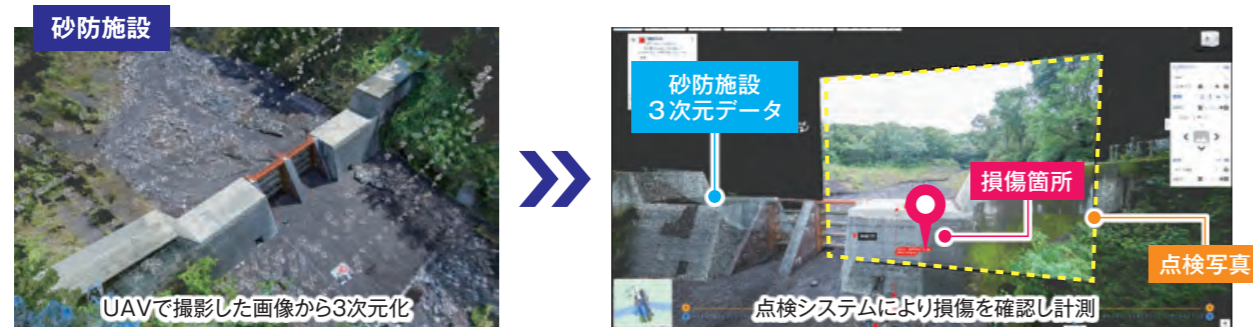 砂防施設
UAVで撮影した画像から3次元化
砂防施設
3次元データ
損傷箇所
点検写真
点検システムにより損傷を確認し計測